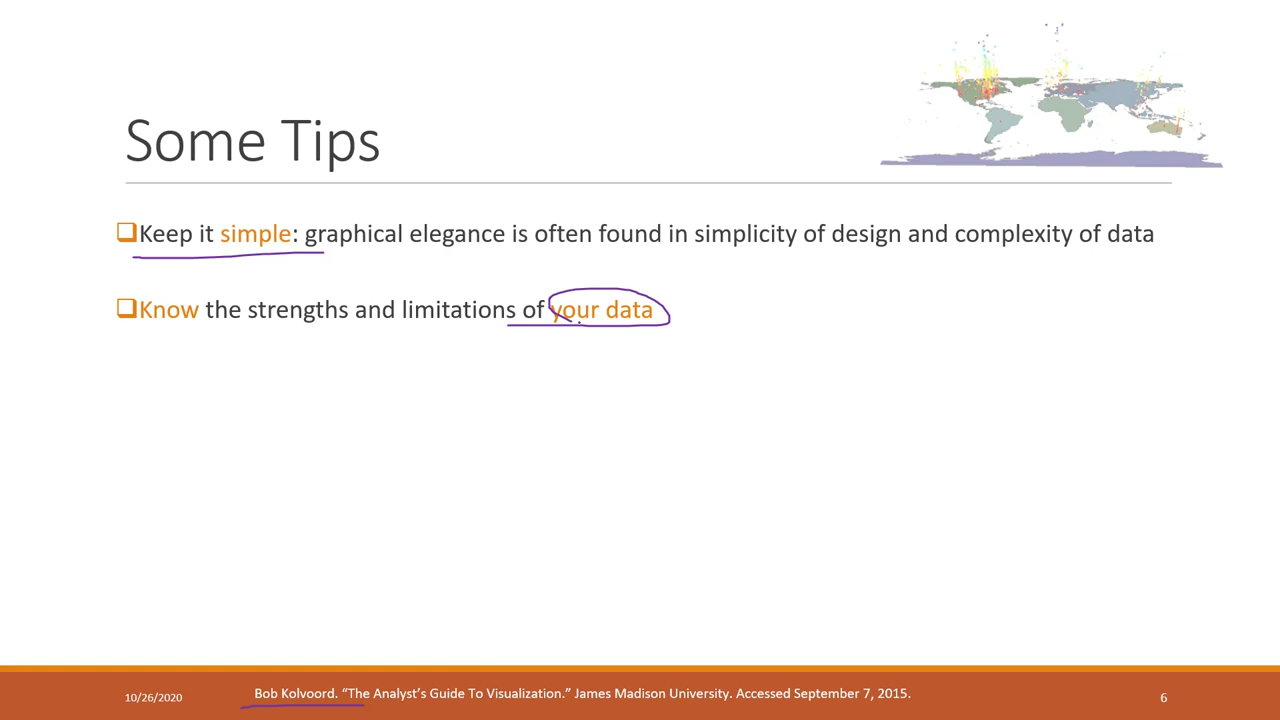 Some Tips
Keep it simple: graphical elegance is often found in simplicity of design and complexity of data
Know the strengths and limitations of your data
10/26/2020
Bob Kolvoord. “The Analyst’s Guide To Visualization.” James Madison University. Accessed September 7, 2015.
6